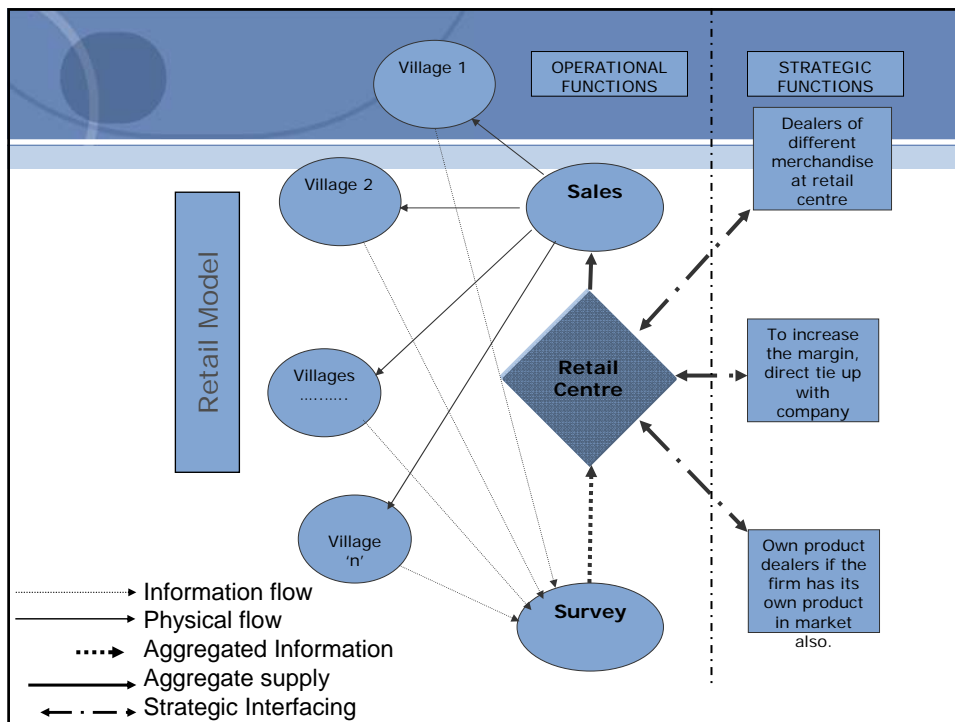 Village 1
OPERATIONAL
FUNCTIONS
STRATEGIC
FUNCTIONS
Dealers of
different
merchandise
at retail
centre
Village 2
Sales
Retail Model
Villages
……..…..
Retail
Centre
To increase
the margin,
direct tie up
with
company
Village
'n'
Survey
Own product
dealers if the
firm has its
own product
in market
also.
Information flow
Physical flow
Aggregated Information
Aggregate supply
Strategic Interfacing